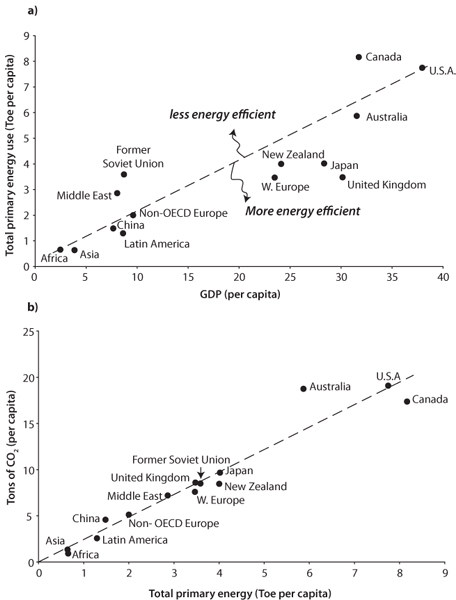 a)
Total primary energy use (Toe per capita)
9
8
7
6
5
4
3
2
1
0
Canada
U.S.A.
less energy efficient
Australia
Former
Soviet Union
New Zealand
Japan
W. Europe
United Kingdom
Middle East
More energy efficient
Non-OECD Europe
China
Latin America
Africa
Asia
0 5 10 15 20 25 30 35 40
GDP (per capita)
b)
Tons of CO2 (per capita)
25
20
15
10
5
0
U.S.A
Australia
Canada
Former Soviet Union
Japan
United Kingdom
New Zealand
Middle East
W. Europe
China
Non- OECD Europe
Asia
Latin America
Africa
0 1 2 3 4 5 6 7 8 9
Total primary energy (Toe per capita)